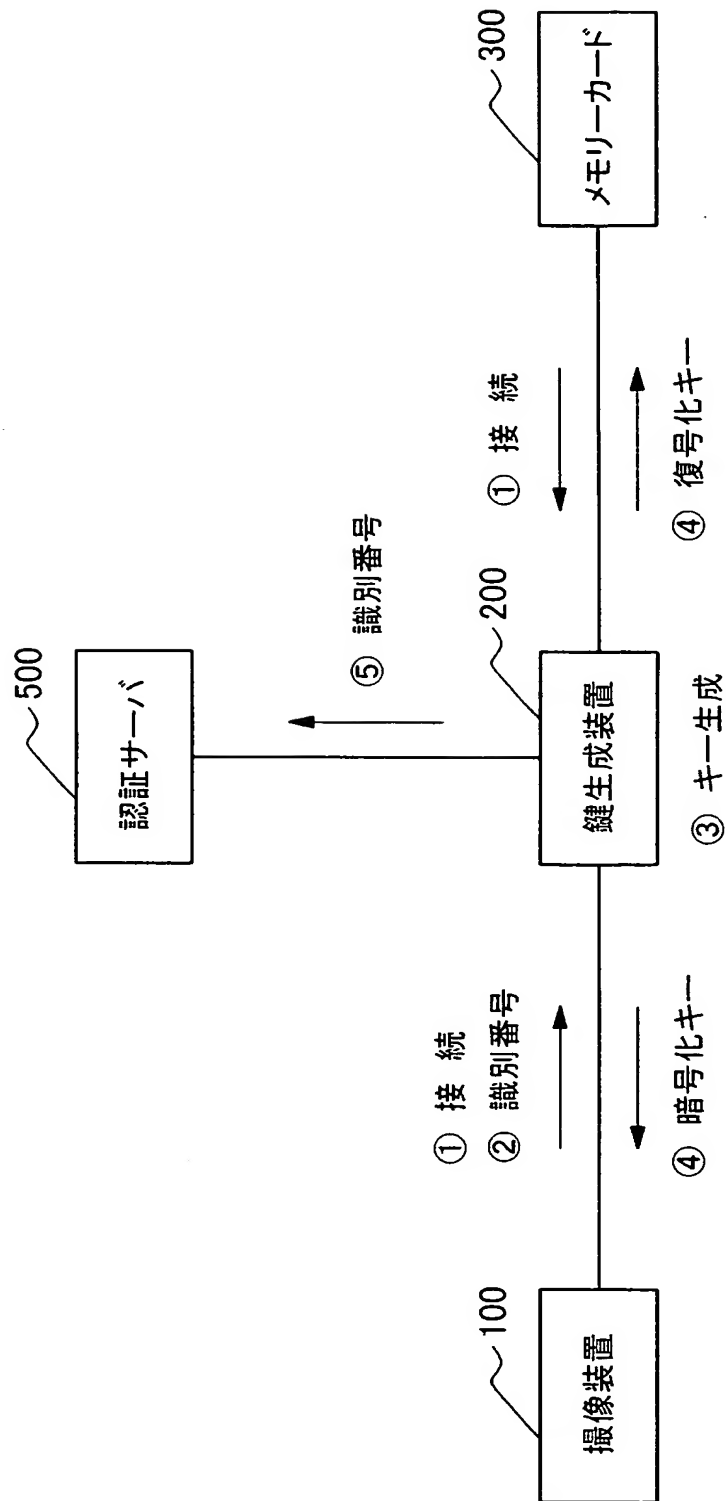 500
認証サーバ
⑤ 識別番号
100
撮像装置
① 接 続
② 識別番号
④ 暗号化キー
200
鍵生成装置
③ キー生成
① 接 続
④ 復号化キー
300
メモリーカード